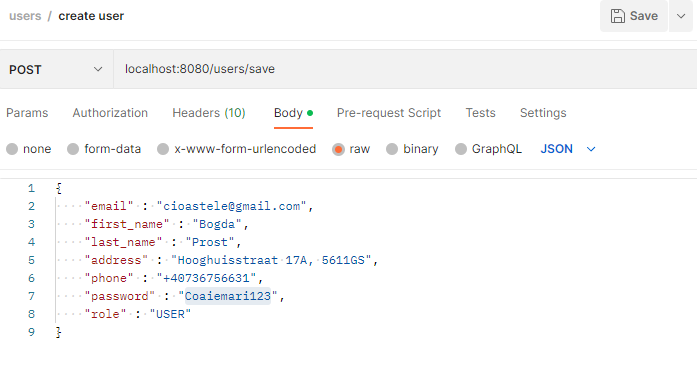 users / create user Save
POST localhost:8080/users/save
Params Authorization Headers (10) Body Pre-request Script Tests Settings
none form-data x-www-form-urlencoded raw binary GraphQL JSON
1 {
2 "email" : "cioastele@gmail.com",
3 "first_name" : "Bogda",
4 "last_name" : "Prost",
5 "address" : "Hooghuisstraat 17A, 5611GS",
6 "phone" : "+40736756631",
7 "password" : "Coaiemari123",
8 "role" : "USER"
9 }